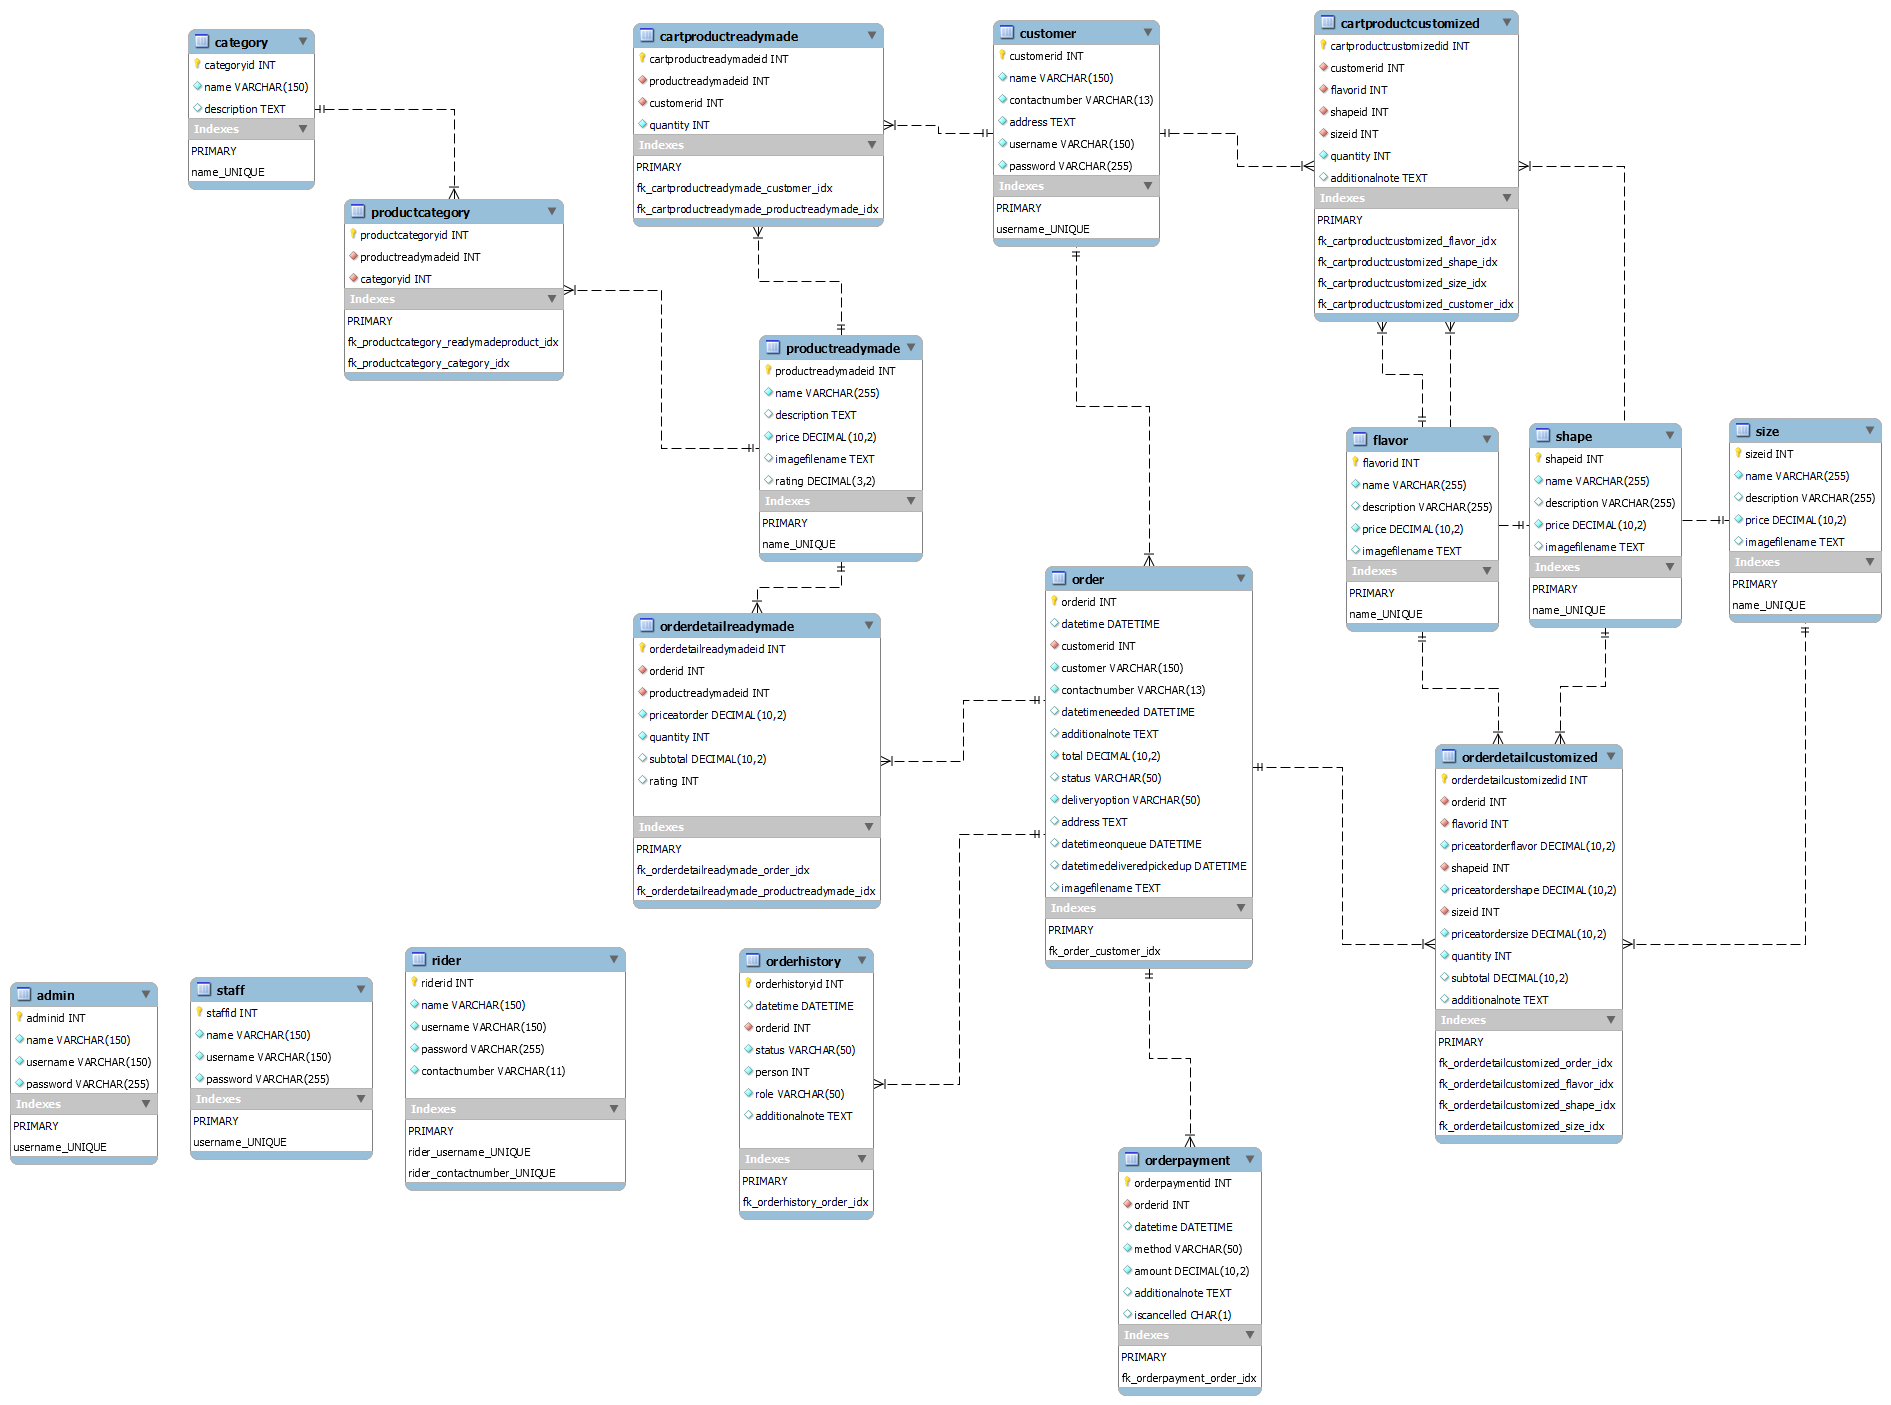 category
categoryid INT
name VARCHAR(150)
description TEXT
Indexes
PRIMARY
name_UNIQUE
productcategory
productcategoryid INT
productreadymadeid INT
categoryid INT
Indexes
PRIMARY
fk_productcategory_readymadeproduct_idx
fk_productcategory_category_idx
cartproductreadymade
cartproductreadymadeid INT
productreadymadeid INT
customerid INT
quantity INT
Indexes
PRIMARY
fk_cartproductreadymade_customer_idx
fk_cartproductreadymade_productreadymade_idx
customer
customerid INT
name VARCHAR(150)
contactnumber VARCHAR(13)
address TEXT
username VARCHAR(150)
password VARCHAR(255)
Indexes
PRIMARY
username_UNIQUE
cartproductcustomized
cartproductcustomizedid INT
customerid INT
flavorid INT
shapeid INT
sizeid INT
quantity INT
additionalnote TEXT
Indexes
PRIMARY
fk_cartproductcustomized_flavor_idx
fk_cartproductcustomized_shape_idx
fk_cartproductcustomized_size_idx
fk_cartproductcustomized_customer_idx
productreadymade
productreadymadeid INT
name VARCHAR(255)
description TEXT
price DECIMAL(10,2)
imagefilename TEXT
rating DECIMAL(3,2)
Indexes
PRIMARY
name_UNIQUE
flavor
flavorid INT
name VARCHAR(255)
description VARCHAR(255)
price DECIMAL(10,2)
imagefilename TEXT
Indexes
PRIMARY
name_UNIQUE
shape
shapeid INT
name VARCHAR(255)
description VARCHAR(255)
price DECIMAL(10,2)
imagefilename TEXT
Indexes
PRIMARY
name_UNIQUE
size
sizeid INT
name VARCHAR(255)
description VARCHAR(255)
price DECIMAL(10,2)
imagefilename TEXT
Indexes
PRIMARY
name_UNIQUE
orderdetailreadymade
orderdetailreadymadeid INT
orderid INT
productreadymadeid INT
priceatorder DECIMAL(10,2)
quantity INT
subtotal DECIMAL(10,2)
rating INT
Indexes
PRIMARY
fk_orderdetailreadymade_order_idx
fk_orderdetailreadymade_productreadymade_idx
order
orderid INT
datetime DATETIME
customerid INT
customer VARCHAR(150)
contactnumber VARCHAR(13)
datetimeneeded DATETIME
additionalnote TEXT
total DECIMAL(10,2)
status VARCHAR(50)
deliveryoption VARCHAR(50)
address TEXT
datetimeonqueue DATETIME
datetimedeliveredpickedup DATETIME
imagefilename TEXT
Indexes
PRIMARY
fk_order_customer_idx
orderdetailcustomized
orderdetailcustomizedid INT
orderid INT
flavorid INT
priceatorderflavor DECIMAL(10,2)
shapeid INT
priceatordershape DECIMAL(10,2)
sizeid INT
priceatordersize DECIMAL(10,2)
quantity INT
subtotal DECIMAL(10,2)
additionalnote TEXT
Indexes
PRIMARY
fk_orderdetailcustomized_order_idx
fk_orderdetailcustomized_flavor_idx
fk_orderdetailcustomized_shape_idx
fk_orderdetailcustomized_size_idx
admin
adminid INT
name VARCHAR(150)
username VARCHAR(150)
password VARCHAR(255)
Indexes
PRIMARY
username_UNIQUE
staff
staffid INT
name VARCHAR(150)
username VARCHAR(150)
password VARCHAR(255)
Indexes
PRIMARY
username_UNIQUE
rider
riderid INT
name VARCHAR(150)
username VARCHAR(150)
password VARCHAR(255)
contactnumber VARCHAR(11)
Indexes
PRIMARY
rider_username_UNIQUE
rider_contactnumber_UNIQUE
orderhistory
orderhistoryid INT
datetime DATETIME
orderid INT
status VARCHAR(50)
person INT
role VARCHAR(50)
additionalnote TEXT
Indexes
PRIMARY
fk_orderhistory_order_idx
orderpayment
orderpaymentid INT
orderid INT
datetime DATETIME
method VARCHAR(50)
amount DECIMAL(10,2)
additionalnote TEXT
iscancelled CHAR(1)
Indexes
PRIMARY
fk_orderpayment_order_idx